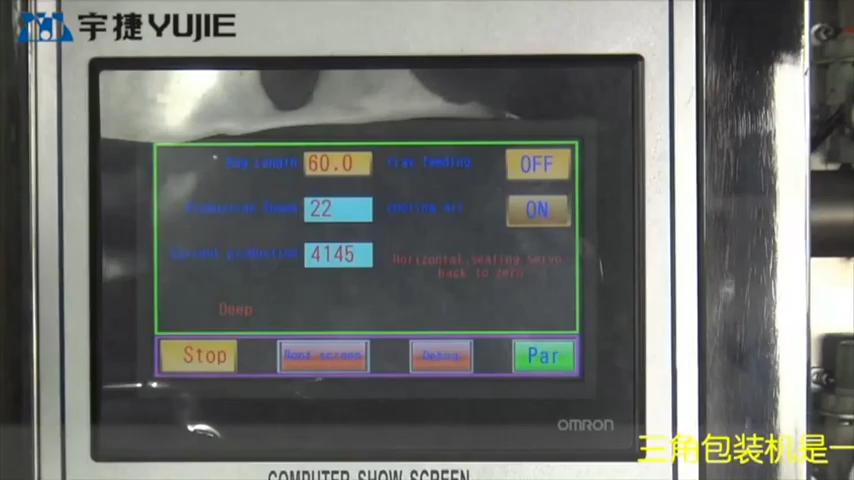 宇捷 YUJIE
Bag Length 60.0 feeding OFF
Production Speed 22 cooling air ON
Current production 4145 Horizontal sealing servo
back to zero
Deep
Stop screen Debug Par
OMRON
COMPUTER SHOW SCREEN
三角包装机是一